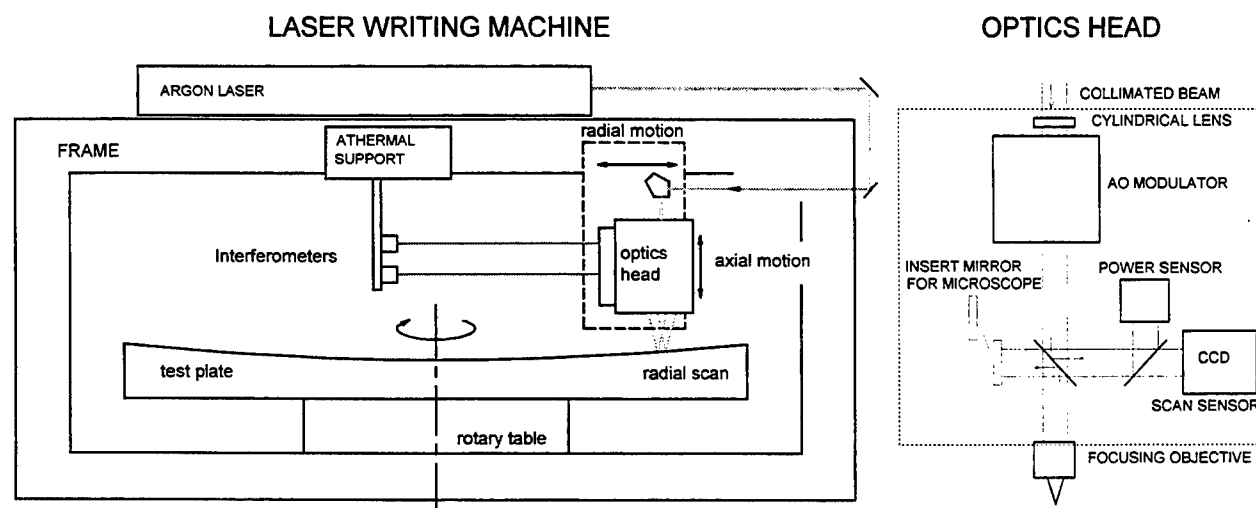 LASER WRITING MACHINE
ARGON LASER
FRAME
ATHERMAL
SUPPORT
radial motion
Interferometers
optics
head
axial motion
test plate
radial scan
rotary table
OPTICS HEAD
COLLIMATED BEAM
CYLINDRICAL LENS
AO MODULATOR
INSERT MIRROR
FOR MICROSCOPE
POWER SENSOR
CCD
SCAN SENSOR
FOCUSING OBJECTIVE